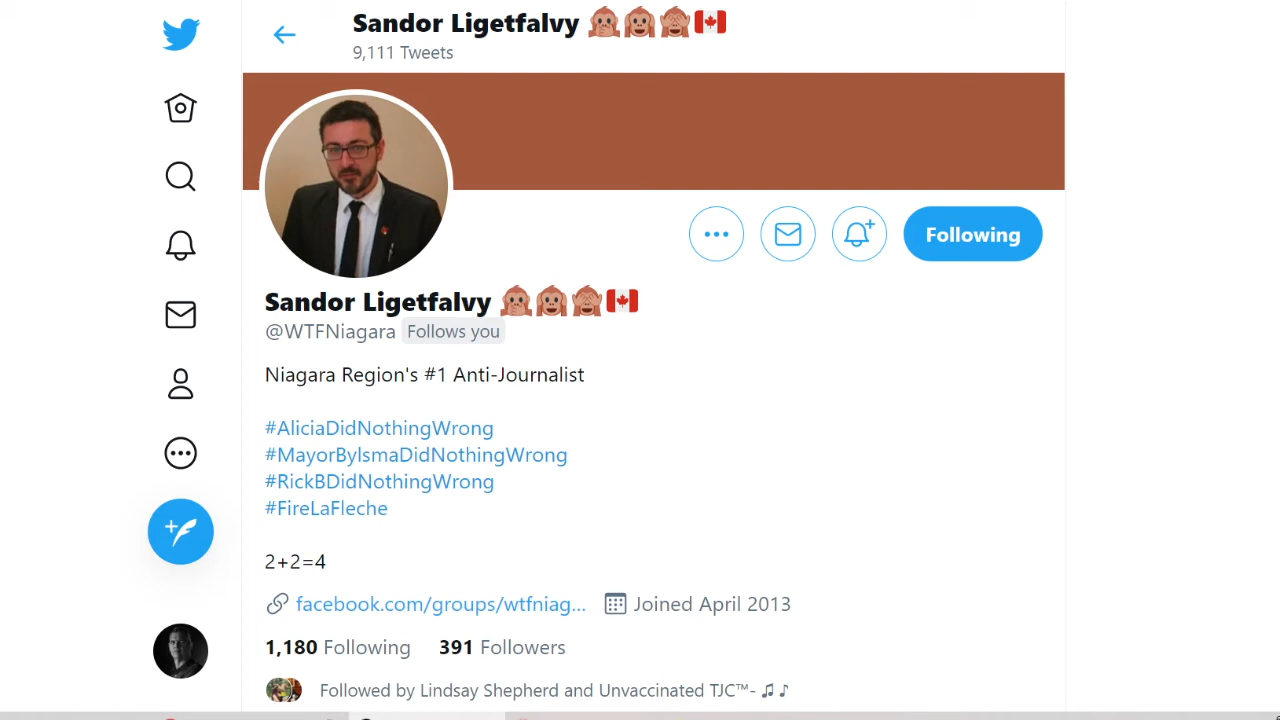 Sandor Ligetfalvy 🙊🙉🙈🇨🇦
9,111 Tweets
Following
Sandor Ligetfalvy 🙊🙉🙈🇨🇦
@WTFNiagara Follows you
Niagara Region's #1 Anti-Journalist
#AliciaDidNothingWrong
#MayorBylsmaDidNothingWrong
#RickBDidNothingWrong
#FireLaFleche
2+2=4
facebook.com/groups/wtfniag... Joined April 2013
1,180 Following 391 Followers
Followed by Lindsay Shepherd and Unvaccinated TJC™- ♫ ♪